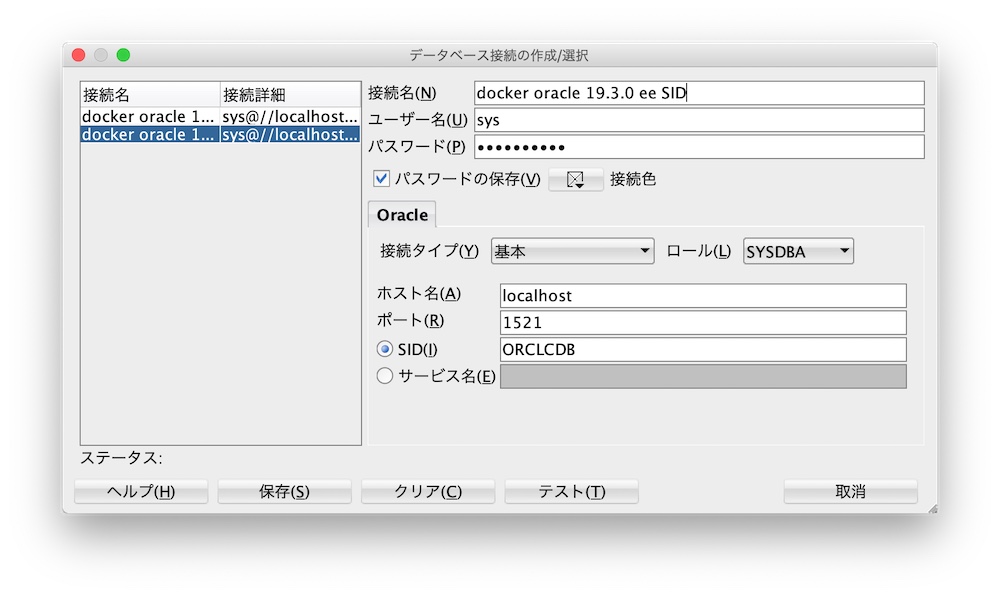 データベース接続の作成/選択
接続名 接続詳細
docker oracle 1... sys@//localhost...
docker oracle 1... sys@//localhost...
接続名(N) docker oracle 19.3.0 ee SID
ユーザー名(U) sys
パスワード(P) ••••••••••
パスワードの保存(V) 接続色
Oracle
接続タイプ(Y) 基本 ロール(L) SYSDBA
ホスト名(A) localhost
ポート(R) 1521
SID(I) ORCLCDB
サービス名(E)
ステータス:
ヘルプ(H) 保存(S) クリア(C) テスト(T) 取消